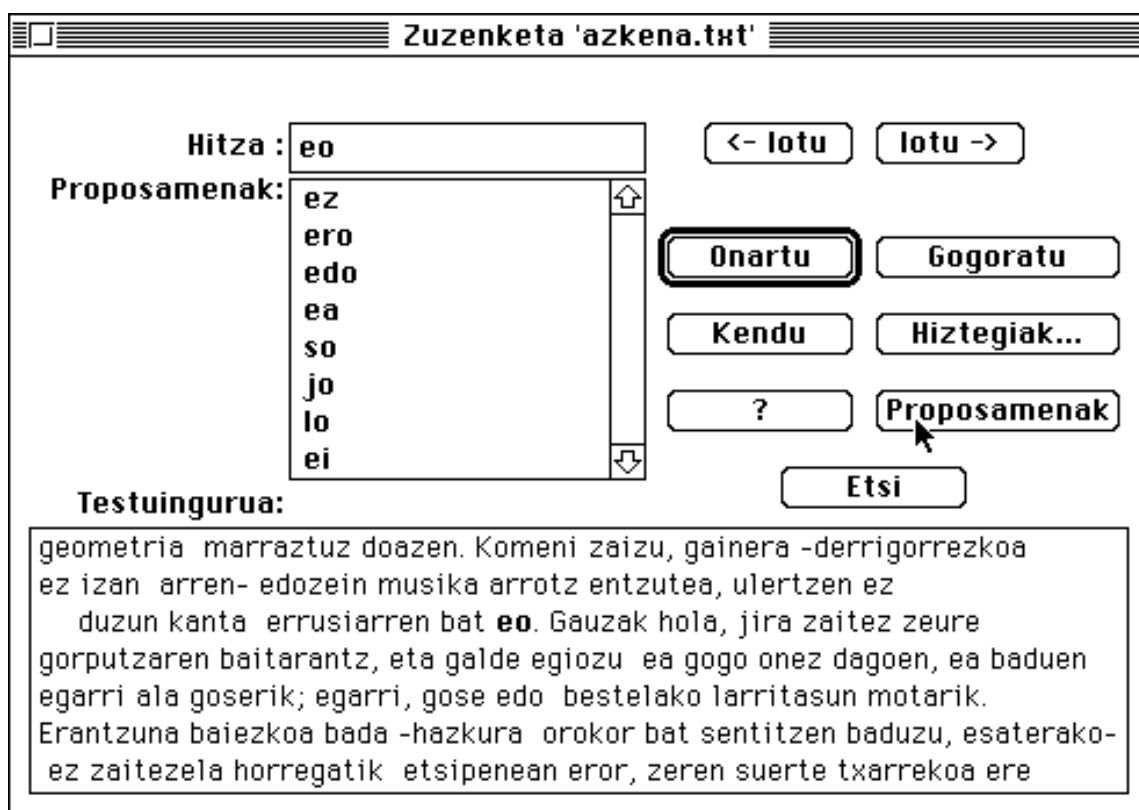 Zuzenketa 'azkena.txt'
Hitza : eo
<- lotu lotu ->
Proposamenak:
ez
ero
edo
ea
so
jo
lo
ei
Onartu Gogoratu
Kendu Hiztegiak...
? Proposamenak
Etsi
Testuingurua:
geometria marraztuz doazen. Komeni zaizu, gainera -derrigorrezkoa
ez izan arren- edozein musika arrotz entzutea, ulertzen ez
duzun kanta errusiarren bat eo. Gauzak hola, jira zaitez zeure
gorputzaren baitarantz, eta galde egiozu ea gogo onez dagoen, ea baduen
egarri ala goserik; egarri, gose edo bestelako larritasun motarik.
Erantzuna baiezkoa bada -hazkura orokor bat sentitzen baduzu, esaterako-
ez zaitezela horregatik etsipenean eror, zeren suerte txarrekoa ere